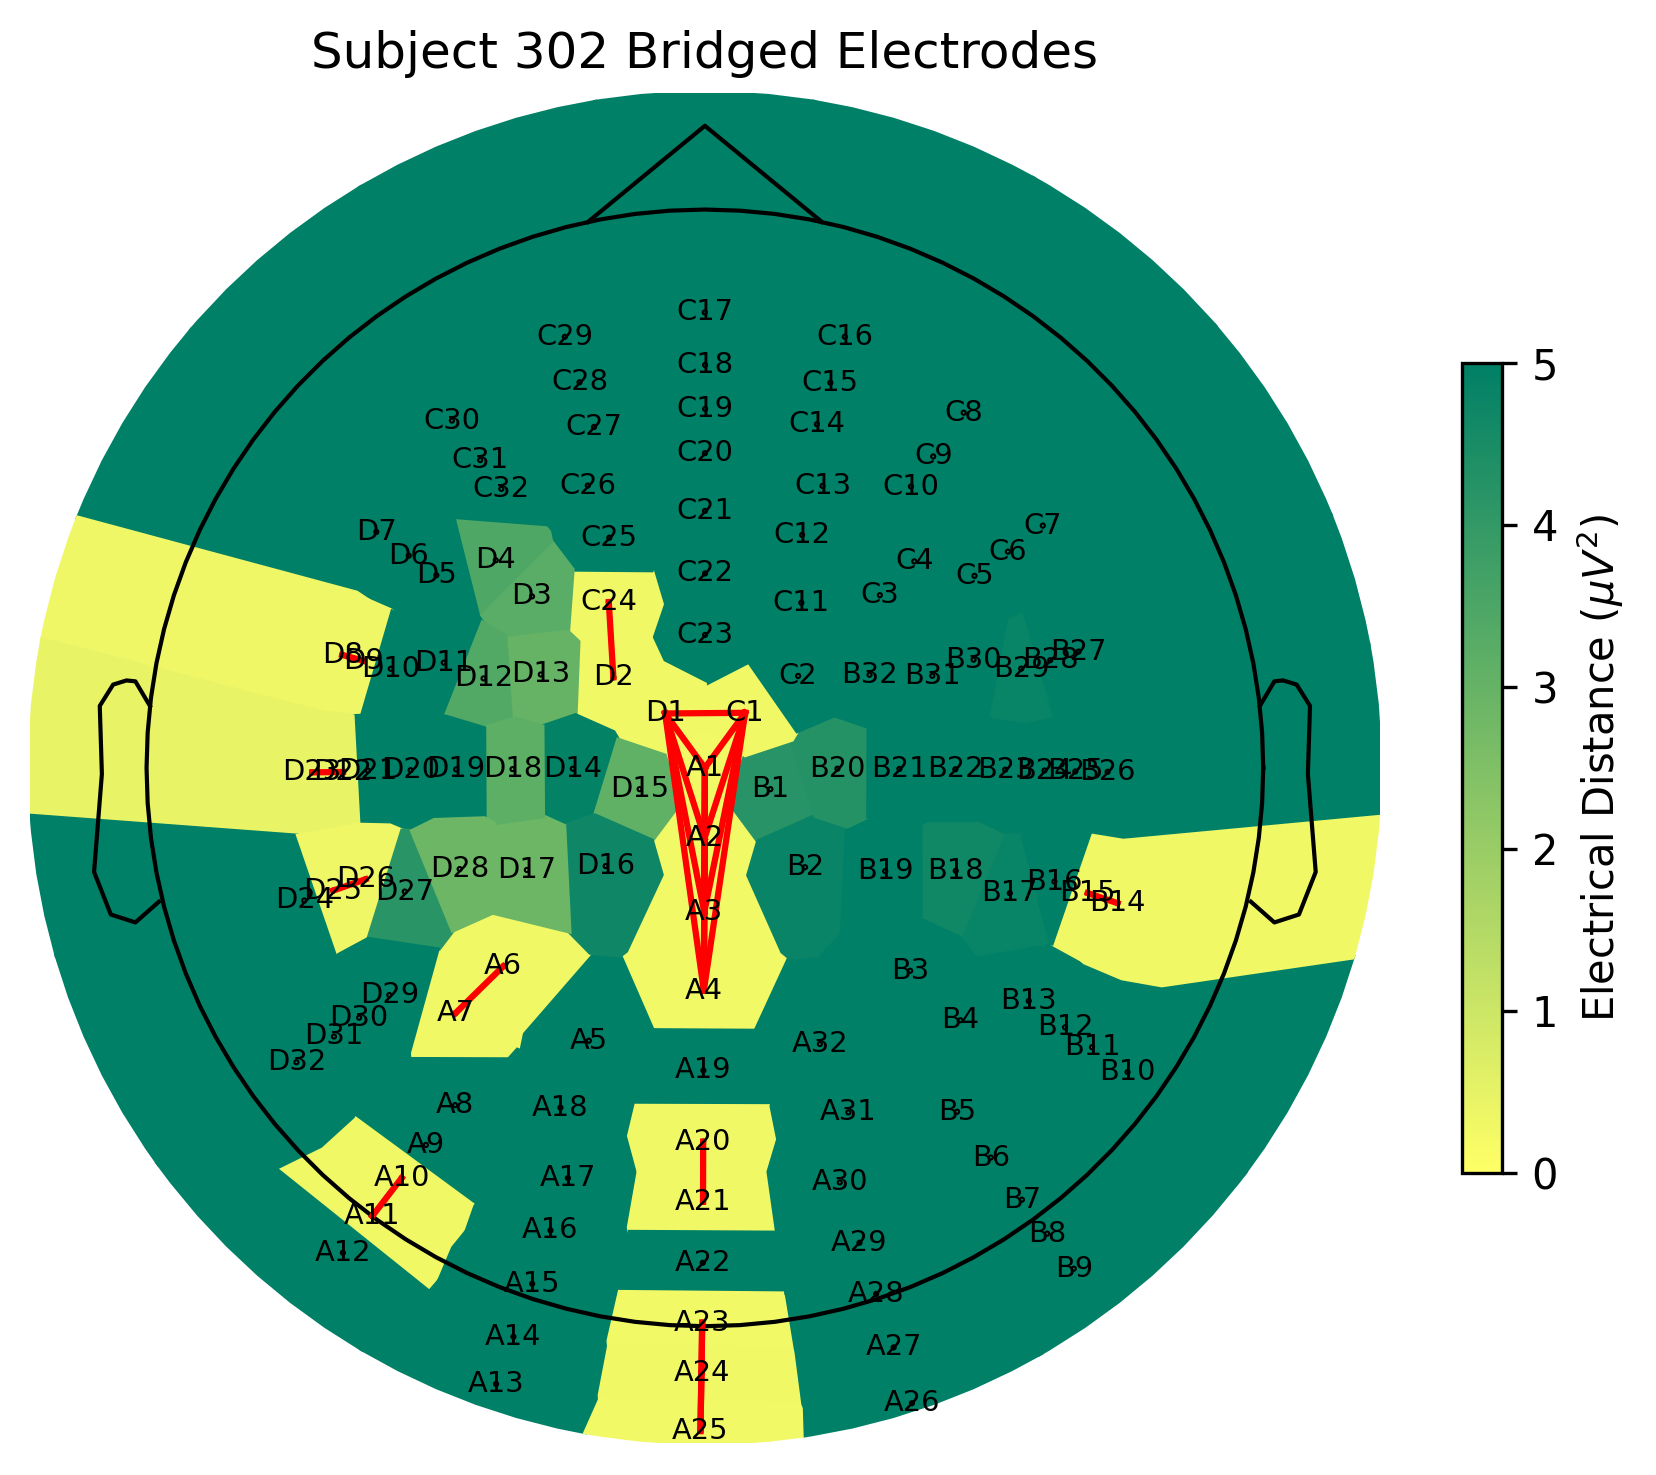 Subject 302 Bridged Electrodes
C17
C29
C16
C18
C28
C15
C19
C8
C30
C27
C14
C20
C9
C31
C32
C26
C13
C10
C21
D7
C25
C12
C7
D6
D4
C6
D5
C22
C4
C5
D3
C24
C11
C3
C23
D8
D9
D10
D11
D12
D13
D2
C2
B32
B31
B30
B29
B28
B27
D1
C1
D23
D22
D21
D20
D19
D18
D14
A1
B20
B21
B22
B23
B24
B25
B26
D15
B1
A2
D24
D25
D26
D27
D28
D17
D16
B2
B19
B18
B17
B16
B15
B14
A3
A6
B3
D29
A7
A4
B13
D30
B4
B12
D31
A5
A32
B11
D32
A19
B10
A8
A18
A31
B5
A9
A20
B6
A10
A17
A30
B7
A11
A21
A16
B8
A12
A29
A22
B9
A15
A28
A23
A14
A27
A24
A13
A26
A25
5
4
3
2
1
0
Electrical Distance (μV²)